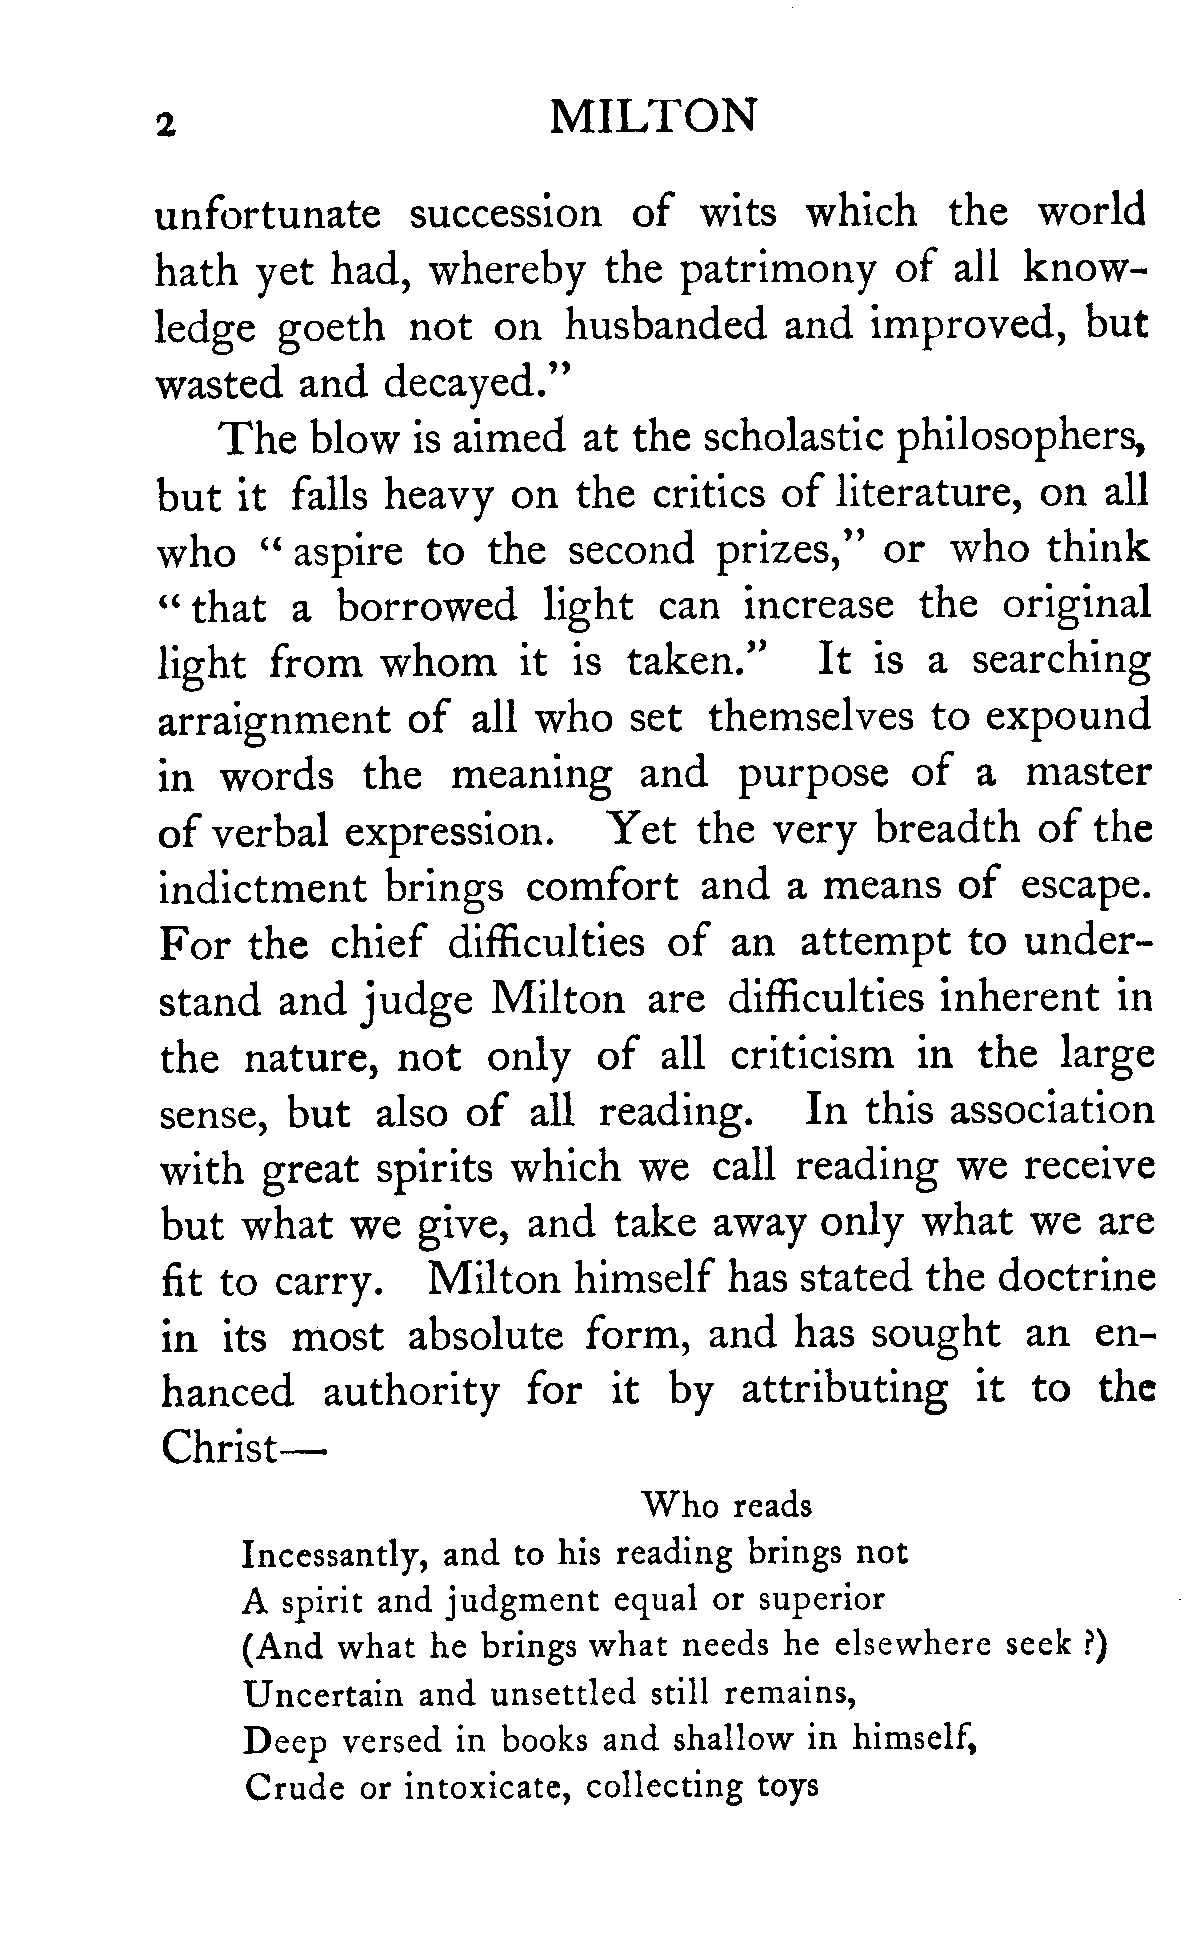 2 MILTON
unfortunate succession of wits which the world
hath yet had, whereby the patrimony of all know-
ledge goeth not on husbanded and improved, but
wasted and decayed.”
The blow is aimed at the scholastic philosophers,
but it falls heavy on the critics of literature, on all
who “ aspire to the second prizes,” or who think
“ that a borrowed light can increase the original
light from whom it is taken.” It is a searching
arraignment of all who set themselves to expound
in words the meaning and purpose of a master
of verbal expression. Yet the very breadth of the
indictment brings comfort and a means of escape.
For the chief difficulties of an attempt to under-
stand and judge Milton are difficulties inherent in
the nature, not only of all criticism in the large
sense, but also of all reading. In this association
with great spirits which we call reading we receive
but what we give, and take away only what we are
fit to carry. Milton himself has stated the doctrine
in its most absolute form, and has sought an en-
hanced authority for it by attributing it to the
Christ—
Who reads
Incessantly, and to his reading brings not
A spirit and judgment equal or superior
(And what he brings what needs he elsewhere seek ?)
Uncertain and unsettled still remains,
Deep versed in books and shallow in himself,
Crude or intoxicate, collecting toys